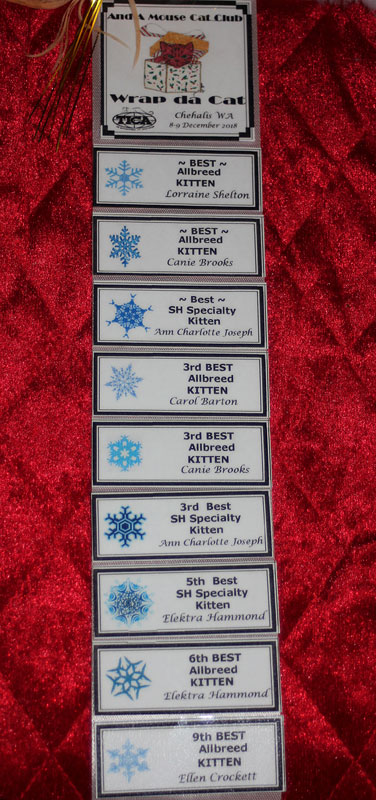 And A Mouse Cat Club
Wrap da Cat
TICA
Chehalis WA
8-9 December 2018
~ BEST ~
Allbreed
KITTEN
Lorraine Shelton
~ BEST ~
Allbreed
KITTEN
Canie Brooks
~ Best ~
SH Specialty
Kitten
Ann Charlotte Joseph
3rd BEST
Allbreed
KITTEN
Carol Barton
3rd BEST
Allbreed
KITTEN
Canie Brooks
3rd Best
SH Specialty
Kitten
Ann Charlotte Joseph
5th Best
SH Specialty
Kitten
Elektra Hammond
6th BEST
Allbreed
KITTEN
Elektra Hammond
9th BEST
Allbreed
KITTEN
Ellen Crockett